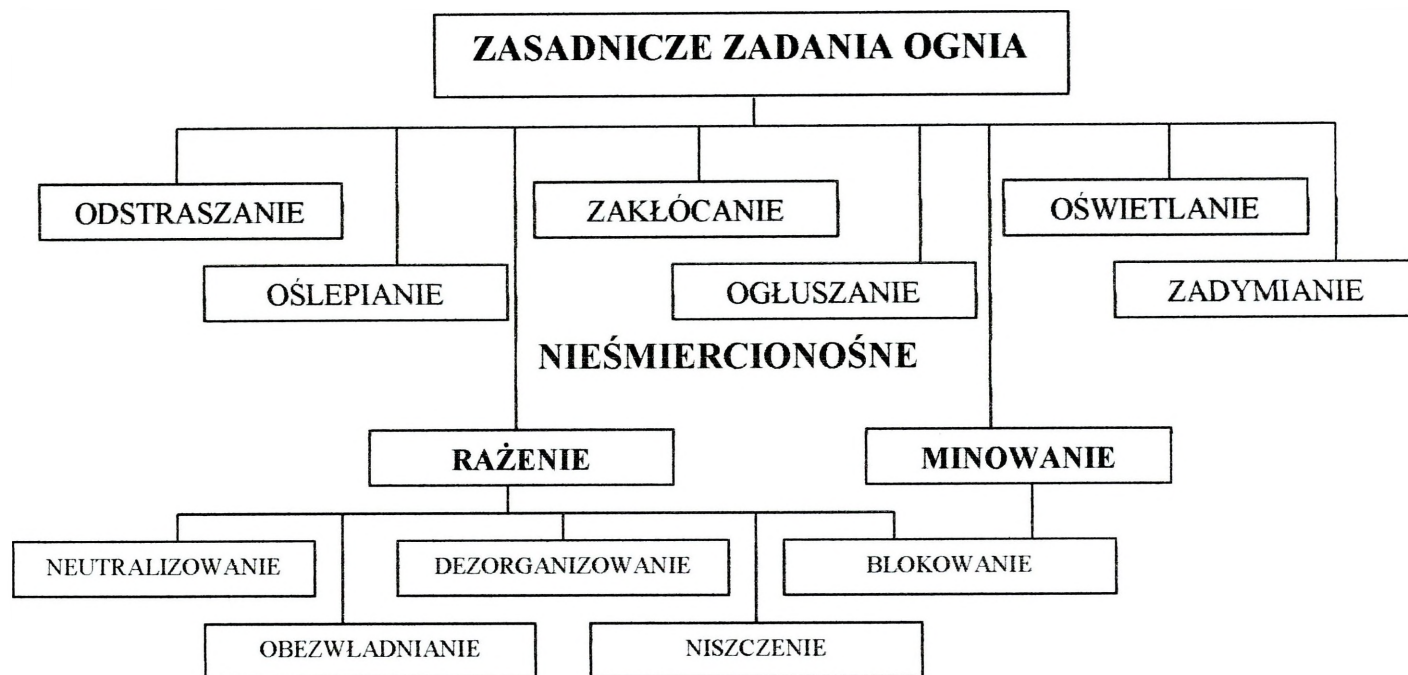 ZASADNICZE ZADANIA OGNIA
ODSTRASZANIE
ZAKŁÓCANIE
OŚWIETLANIE
OŚLEPIANIE
OGŁUSZANIE
ZADYMIANIE
NIEŚMIERCIONOŚNE
RAŻENIE
MINOWANIE
NEUTRALIZOWANIE
DEZORGANIZOWANIE
BLOKOWANIE
OBEZWŁADNIANIE
NISZCZENIE